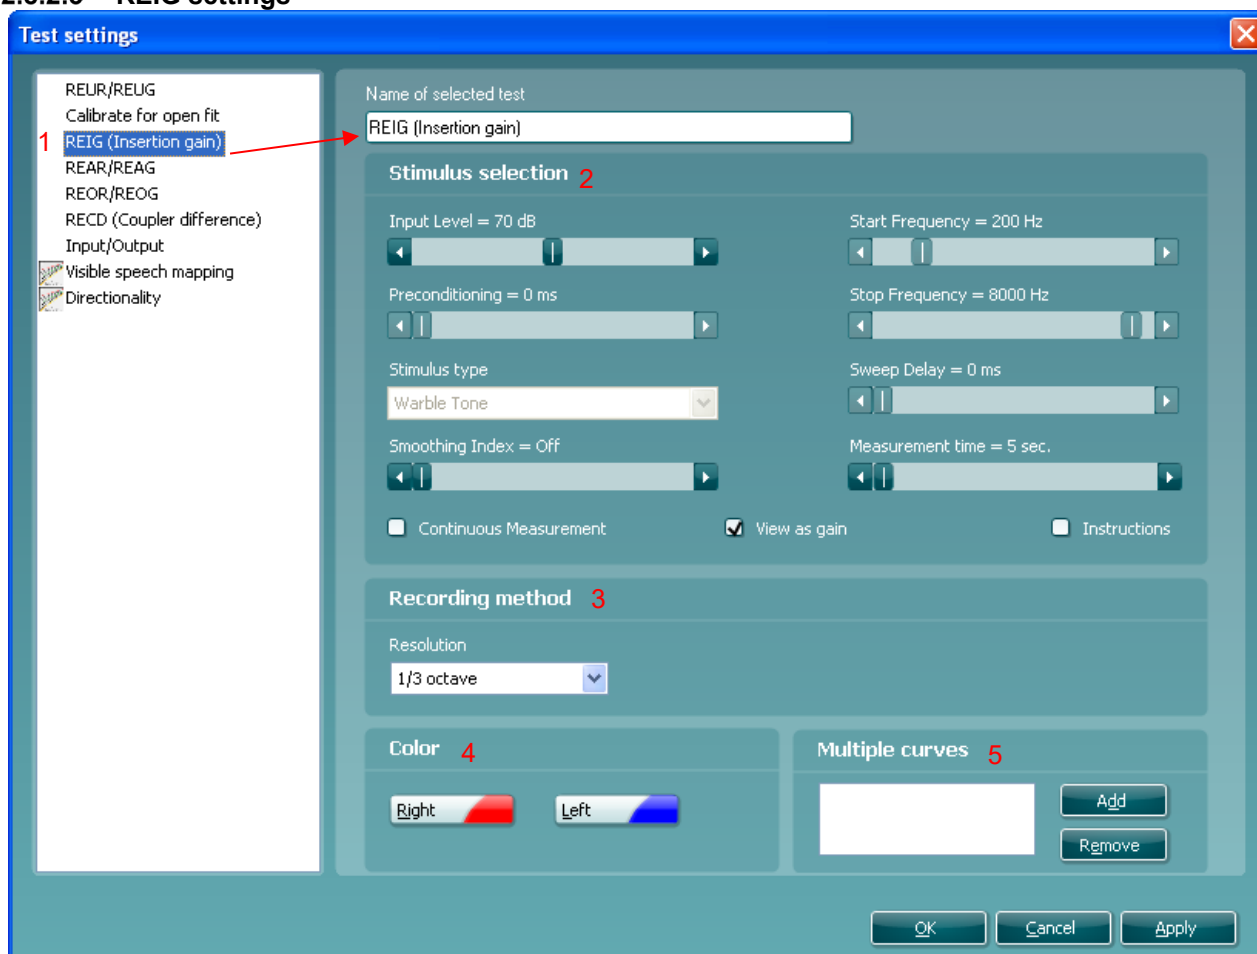 REIG settings
Test settings
REUR/REUG
Calibrate for open fit
1 REIG (Insertion gain)
REAR/REAG
REOR/REOG
RECD (Coupler difference)
Input/Output
Visible speech mapping
Directionality
Name of selected test
REIG (Insertion gain)
Stimulus selection 2
Input Level = 70 dB
Start Frequency = 200 Hz
Preconditioning = 0 ms
Stop Frequency = 8000 Hz
Stimulus type
Warble Tone
Sweep Delay = 0 ms
Smoothing Index = Off
Measurement time = 5 sec.
Continuous Measurement
View as gain
Instructions
Recording method 3
Resolution
1/3 octave
Color 4
Right
Left
Multiple curves 5
Add
Remove
OK
Cancel
Apply